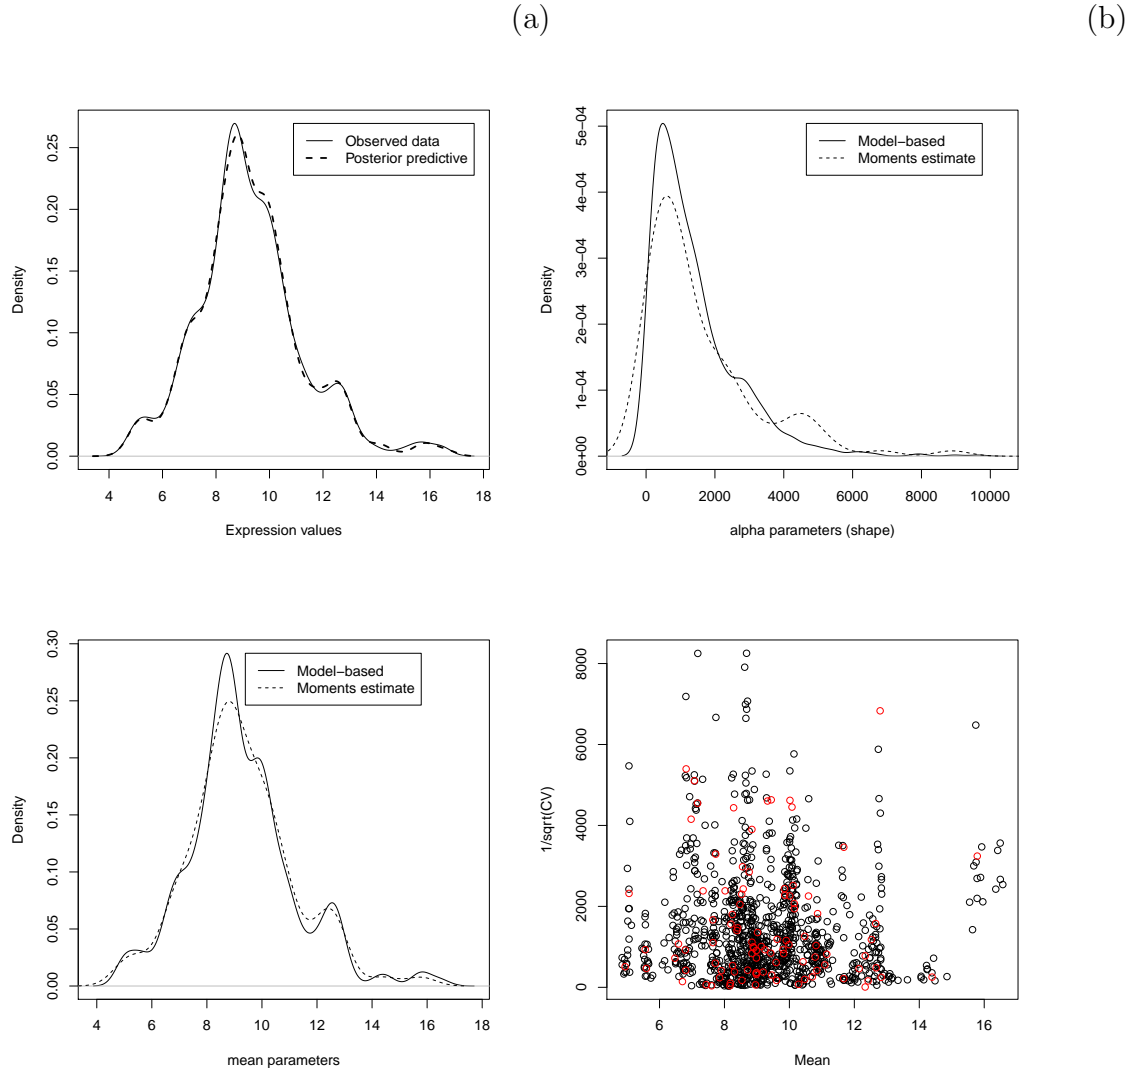 (a) (b)
Observed data
Posterior predictive
Density
0.00 0.05 0.10 0.15 0.20 0.25
4 6 8 10 12 14 16 18
Expression values
Model−based
Moments estimate
Density
0e+00 1e−04 2e−04 3e−04 4e−04 5e−04
0 2000 4000 6000 8000 10000
alpha parameters (shape)
Model−based
Moments estimate
Density
0.00 0.05 0.10 0.15 0.20 0.25 0.30
4 6 8 10 12 14 16 18
mean parameters
1/sqrt(CV)
0 2000 4000 6000 8000
6 8 10 12 14 16
Mean